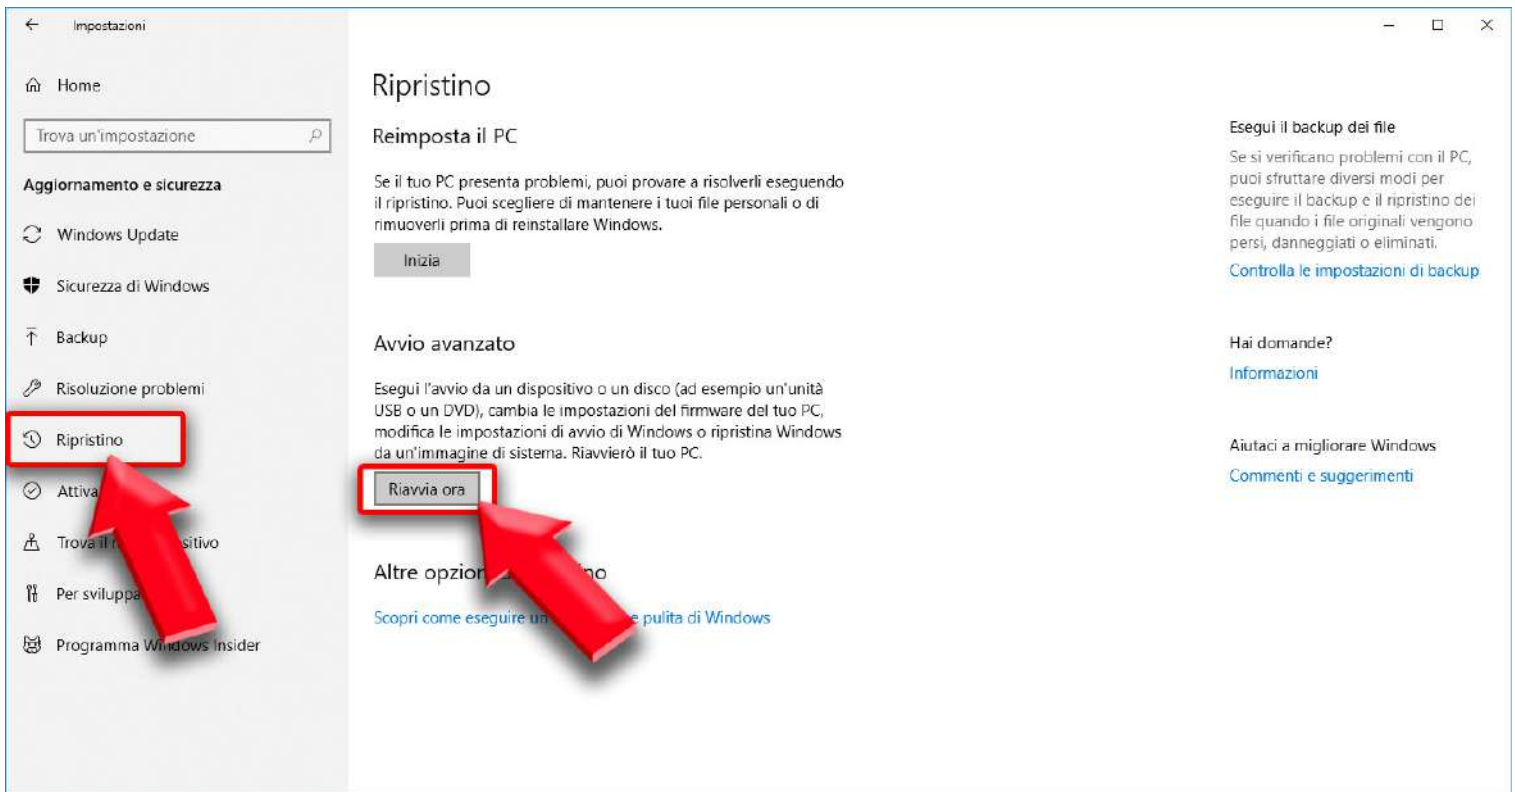 Impostazioni
Home
Trova un'impostazione
Aggiornamento e sicurezza
Windows Update
Sicurezza di Windows
Backup
Risoluzione problemi
Ripristino
Attiva
Trova il
sitivo
Per sviluppa
Programma Windows Insider
Ripristino
Reimposta il PC
Se il tuo PC presenta problemi, puoi provare a risolverli eseguendo
il ripristino. Puoi scegliere di mantenere i tuoi file personali o di
rimuoverli prima di reinstallare Windows.
Inizia
Avvio avanzato
Esegui l'avvio da un dispositivo o un disco (ad esempio un'unità
USB o un DVD), cambia le impostazioni del firmware del tuo PC,
modifica le impostazioni di avvio di Windows o ripristina Windows
da un'immagine di sistema. Riavvierò il tuo PC.
Riavvia ora
Altre opzion no
Scopri come eseguire un e pulita di Windows
Esegui il backup dei file
Se si verificano problemi con il PC,
puoi sfruttare diversi modi per
eseguire il backup e il ripristino dei
file quando i file originali vengono
persi, danneggiati o eliminati.
Controlla le impostazioni di backup
Hai domande?
Informazioni
Aiutaci a migliorare Windows
Commenti e suggerimenti